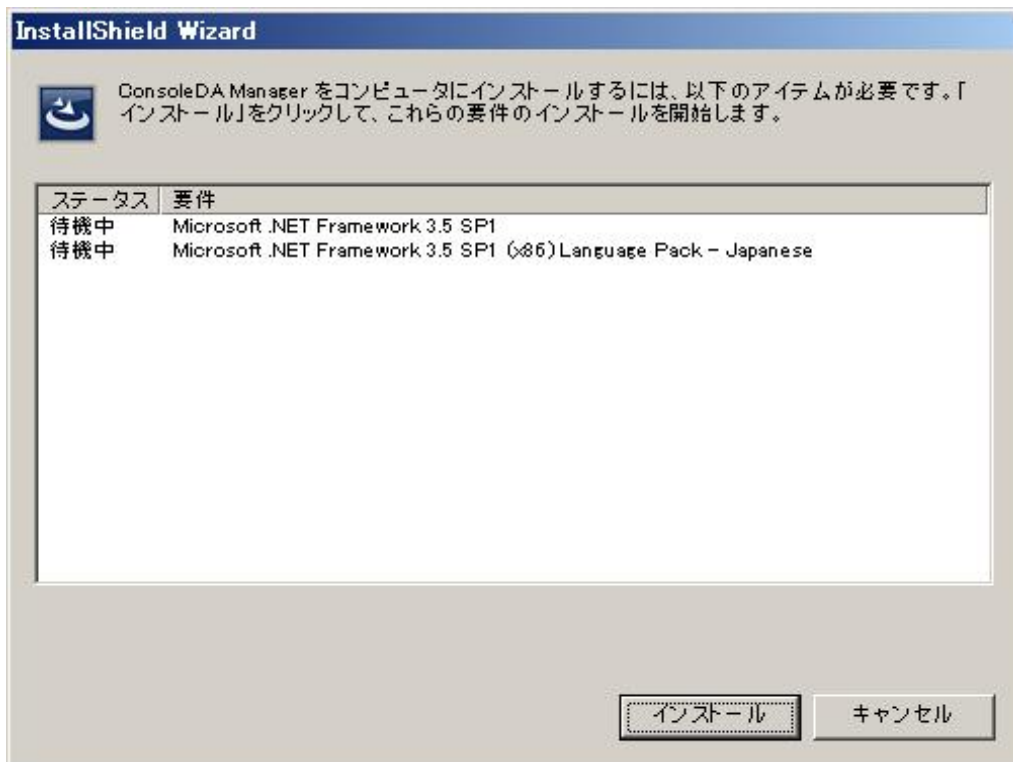 InstallShield Wizard
ConsoleDA Manager をコンピュータにインストールするには、以下のアイテムが必要です。「
インストール」をクリックして、これらの要件のインストールを開始します。
ステータス 要件
待機中 Microsoft .NET Framework 3.5 SP1
待機中 Microsoft .NET Framework 3.5 SP1 (x86) Language Pack - Japanese
インストール キャンセル